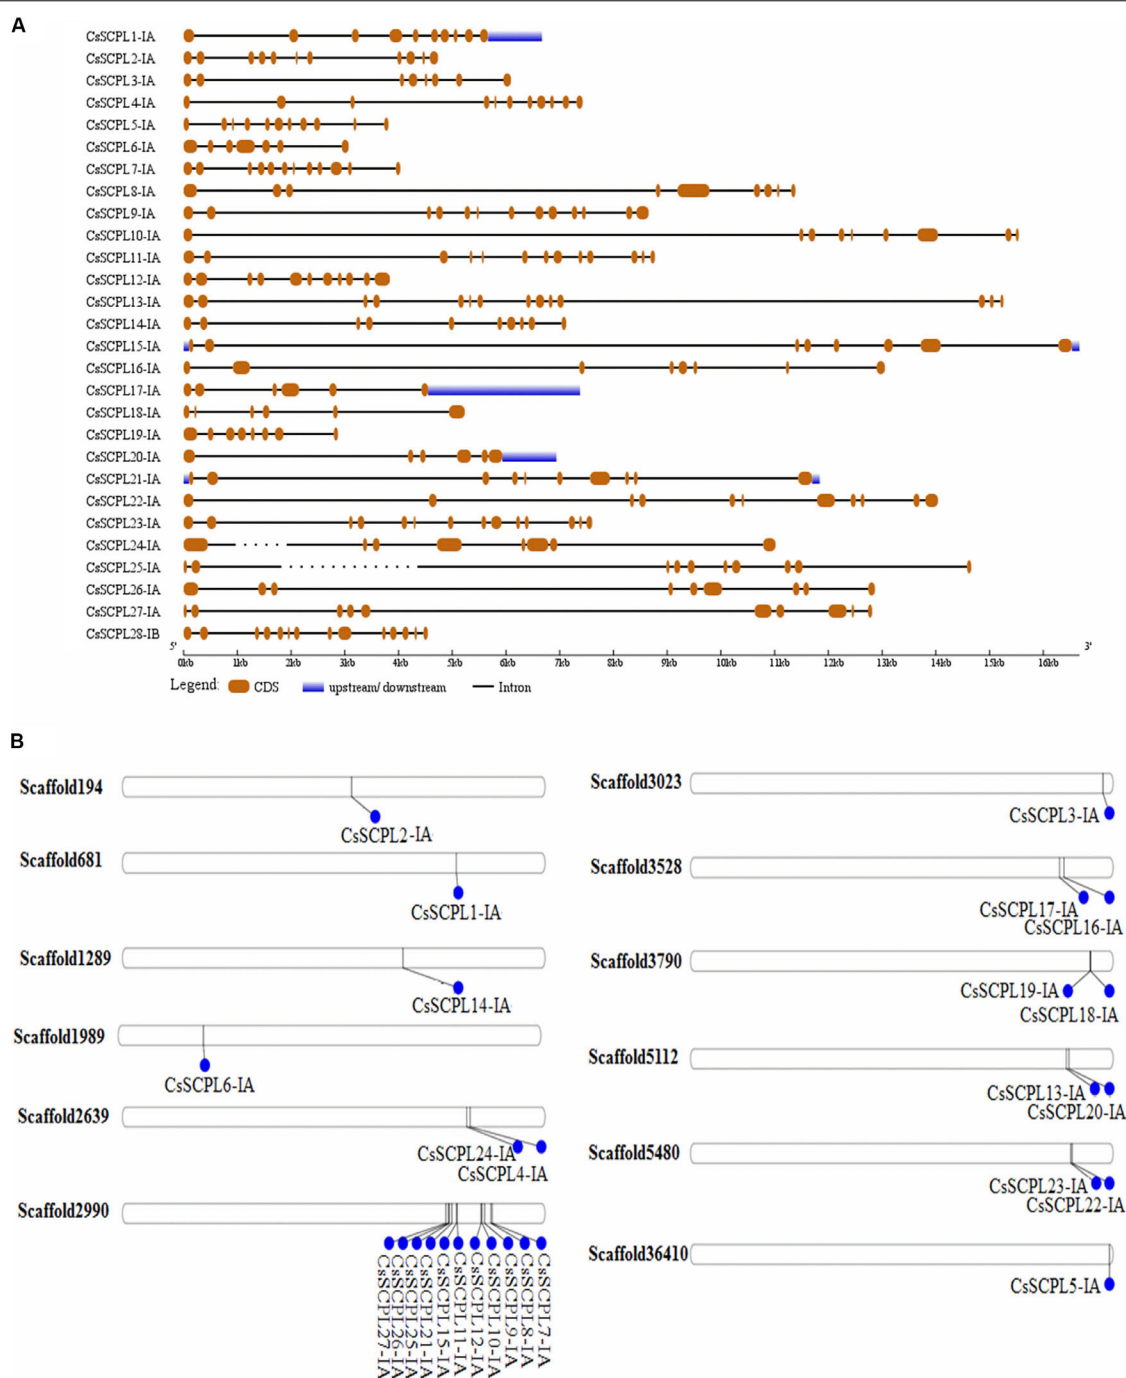 A
CsSCPL1-IA
CsSCPL2-IA
CsSCPL3-IA
CsSCPL4-IA
CsSCPL5-IA
CsSCPL6-IA
CsSCPL7-IA
CsSCPL8-IA
CsSCPL9-IA
CsSCPL10-IA
CsSCPL11-IA
CsSCPL12-IA
CsSCPL13-IA
CsSCPL14-IA
CsSCPL15-IA
CsSCPL16-IA
CsSCPL17-IA
CsSCPL18-IA
CsSCPL19-IA
CsSCPL20-IA
CsSCPL21-IA
CsSCPL22-IA
CsSCPL23-IA
CsSCPL24-IA
CsSCPL25-IA
CsSCPL26-IA
CsSCPL27-IA
CsSCPL28-IB
5' 3'
0kb 1kb 2kb 3kb 4kb 5kb 6kb 7kb 8kb 9kb 10kb 11kb 12kb 13kb 14kb 15kb 16kb
Legend: CDS upstream/ downstream Intron
B
Scaffold194
CsSCPL2-IA
Scaffold681
CsSCPL1-IA
Scaffold1289
CsSCPL14-IA
Scaffold1989
CsSCPL6-IA
Scaffold2639
CsSCPL24-IA
CsSCPL4-IA
Scaffold2990
CsSCPL27-IA
CsSCPL26-IA
CsSCPL25-IA
CsSCPL21-IA
CsSCPL15-IA
CsSCPL11-IA
CsSCPL12-IA
CsSCPL10-IA
CsSCPL9-IA
CsSCPL8-IA
CsSCPL7-IA
Scaffold3023
CsSCPL3-IA
Scaffold3528
CsSCPL17-IA
CsSCPL16-IA
Scaffold3790
CsSCPL19-IA
CsSCPL18-IA
Scaffold5112
CsSCPL13-IA
CsSCPL20-IA
Scaffold5480
CsSCPL23-IA
CsSCPL22-IA
Scaffold36410
CsSCPL5-IA